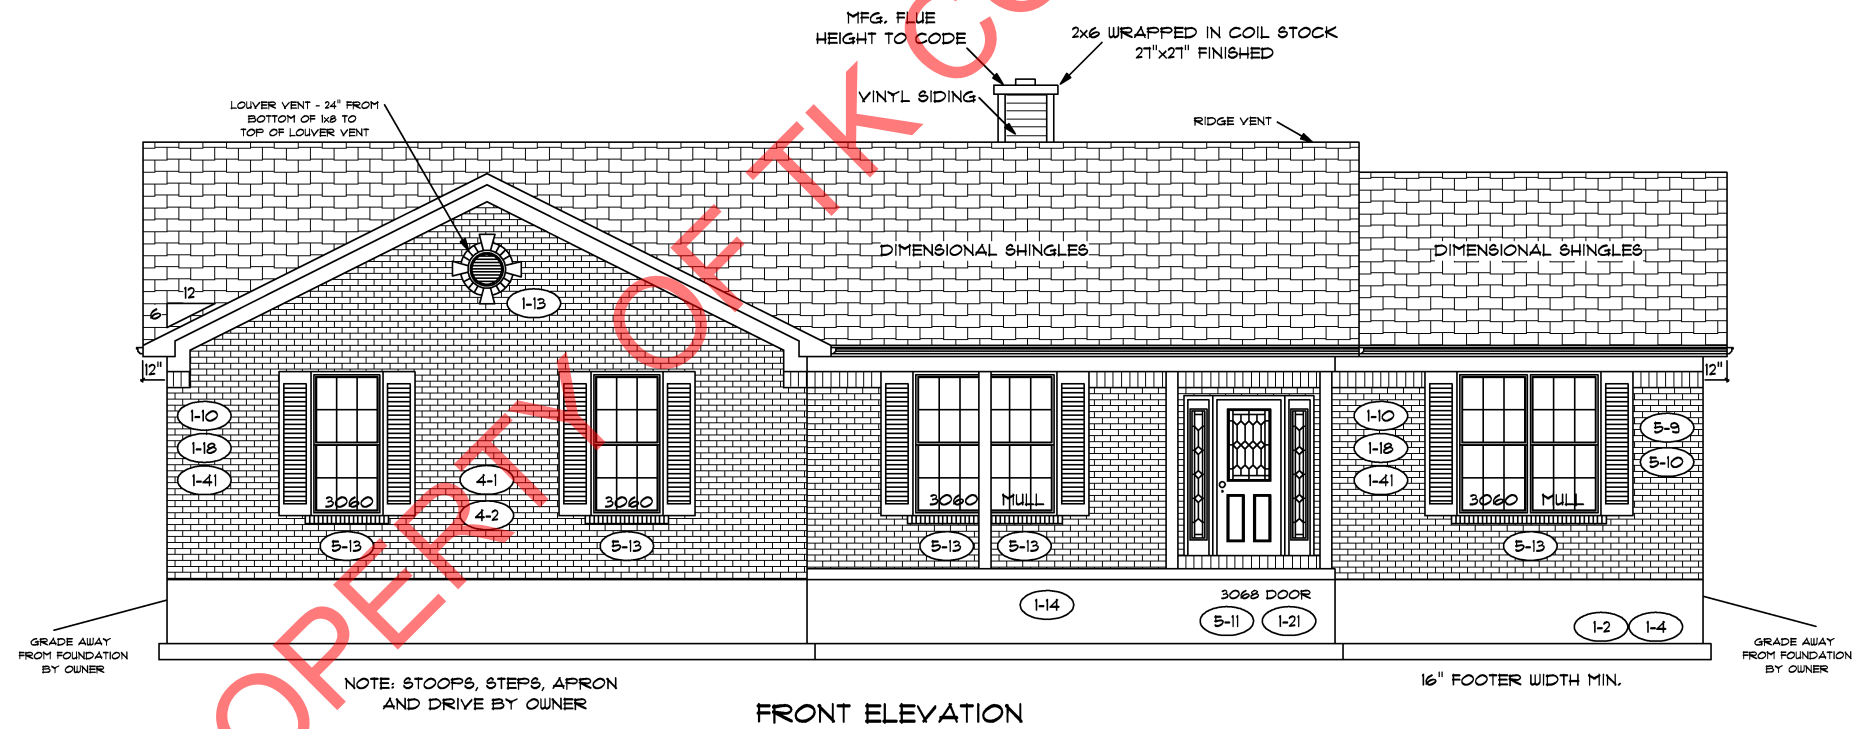 MFG. FLUE
HEIGHT TO CODE
2x6 WRAPPED IN COIL STOCK
27"x27" FINISHED
VINYL SIDING
LOUVER VENT - 24" FROM
BOTTOM OF 1x8 TO
TOP OF LOUVER VENT
RIDGE VENT
DIMENSIONAL SHINGLES
DIMENSIONAL SHINGLES
12
6
1-13
12"
12"
1-10
1-18
1-41
4-1
4-2
1-10
1-18
1-41
5-9
5-10
3060
3060
3060 MULL
3060 MULL
5-13
5-13
5-13
5-13
5-13
1-14
3068 DOOR
5-11
1-21
1-2
1-4
GRADE AWAY
FROM FOUNDATION
BY OWNER
GRADE AWAY
FROM FOUNDATION
BY OWNER
NOTE: STOOPS, STEPS, APRON
AND DRIVE BY OWNER
16" FOOTER WIDTH MIN.
FRONT ELEVATION
OPERTY OF TK CO